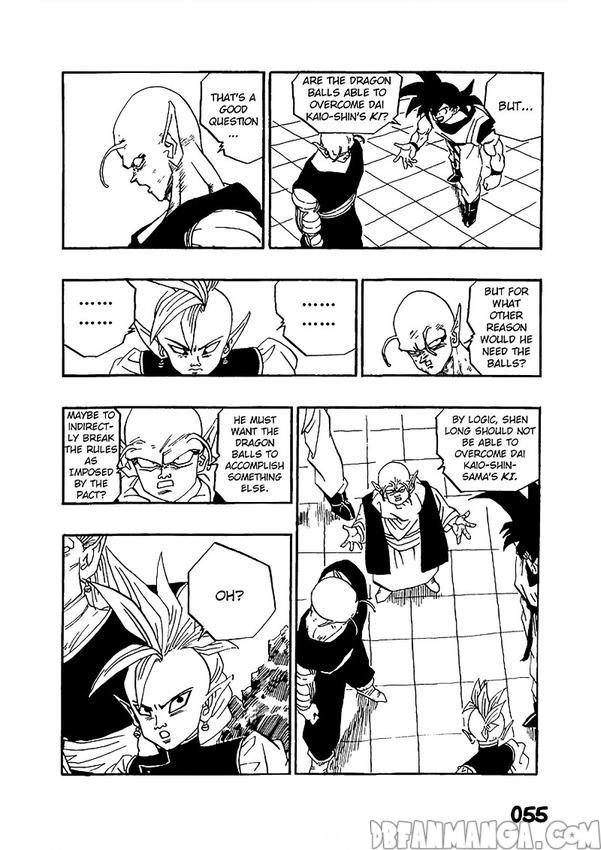 BUT...
ARE THE DRAGON
BALLS ABLE TO
OVERCOME DAI
KAIO-SHIN'S KI?
THAT'S A
GOOD
QUESTION
...
BUT FOR
WHAT
OTHER
REASON
WOULD HE
NEED THE
BALLS?
......
......
......
......
BY LOGIC, SHEN
LONG SHOULD NOT
BE ABLE TO
OVERCOME DAI
KAIO-SHIN-
SAMA'S KI.
HE MUST
WANT THE
DRAGON
BALLS TO
ACCOMPLISH
SOMETHING
ELSE.
MAYBE TO
INDIRECT-
LY BREAK
THE RULES
AS
IMPOSED
BY THE
PACT?
OH?
055
DBFANMANGA.COM